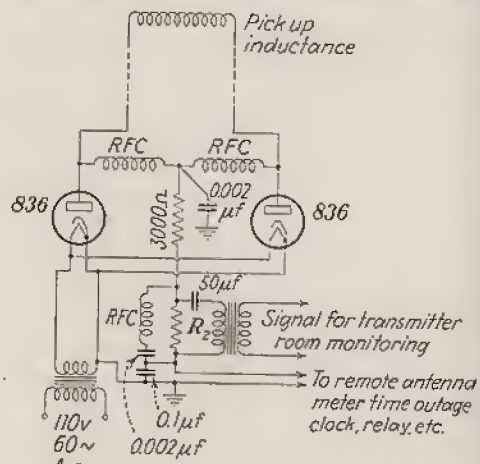 Pick up
inductance
RFC
RFC
836
3000Ω
0.002
μf
836
50μf
RFC
R₂
Signal for transmitter
room monitoring
To remote antenna
meter time outage
clock, relay, etc.
110v
60~
0.1μf
0.002μf